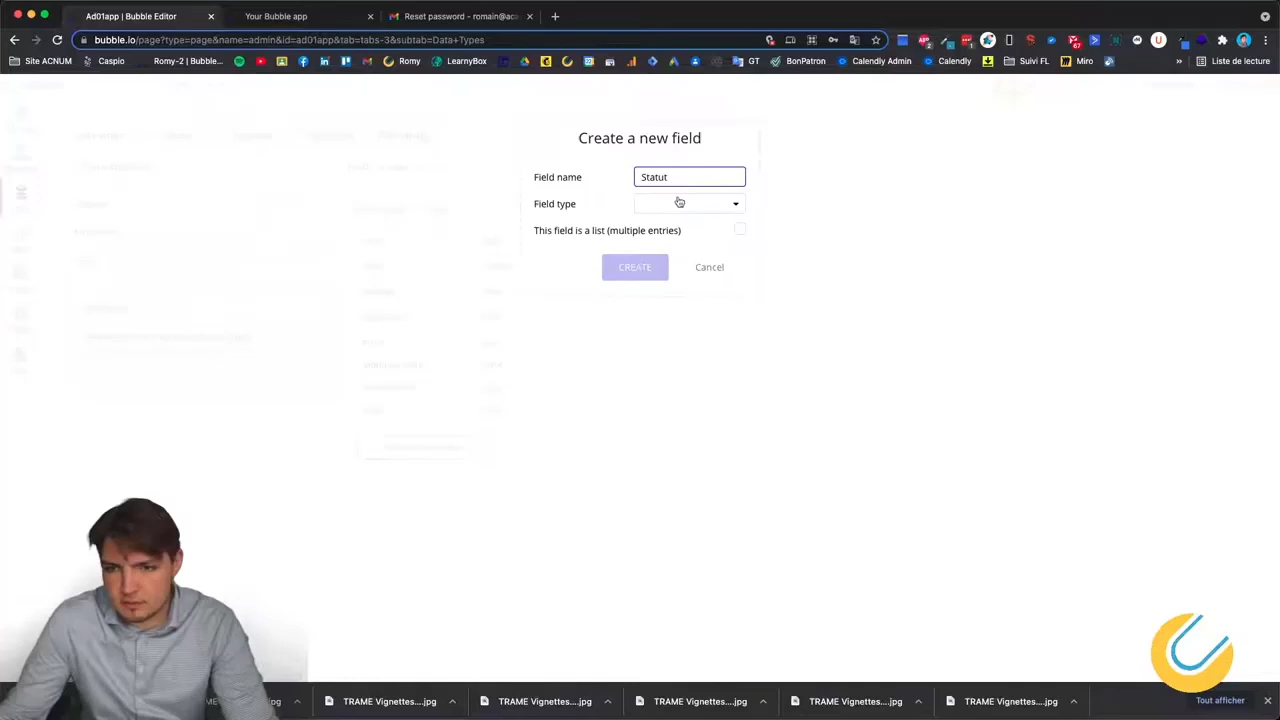 Ad01app | Bubble Editor
Your Bubble app
Reset password - romain@aca
bubble.io/page?type=page&name=admin&id=ad01app&tab=tabs-3&subtab=Data+Types
Site ACNUM
Caspio
Romy-2 | Bubble...
Romy
LearnyBox
GT
BonPatron
Calendly Admin
Calendly
Suivi FL
Miro
Liste de lecture
Create a new field
Field name
Statut
Field type
This field is a list (multiple entries)
CREATE
Cancel
TRAME Vignettes....jpg
TRAME Vignettes....jpg
TRAME Vignettes....jpg
TRAME Vignettes....jpg
TRAME Vignettes....jpg
Tout afficher